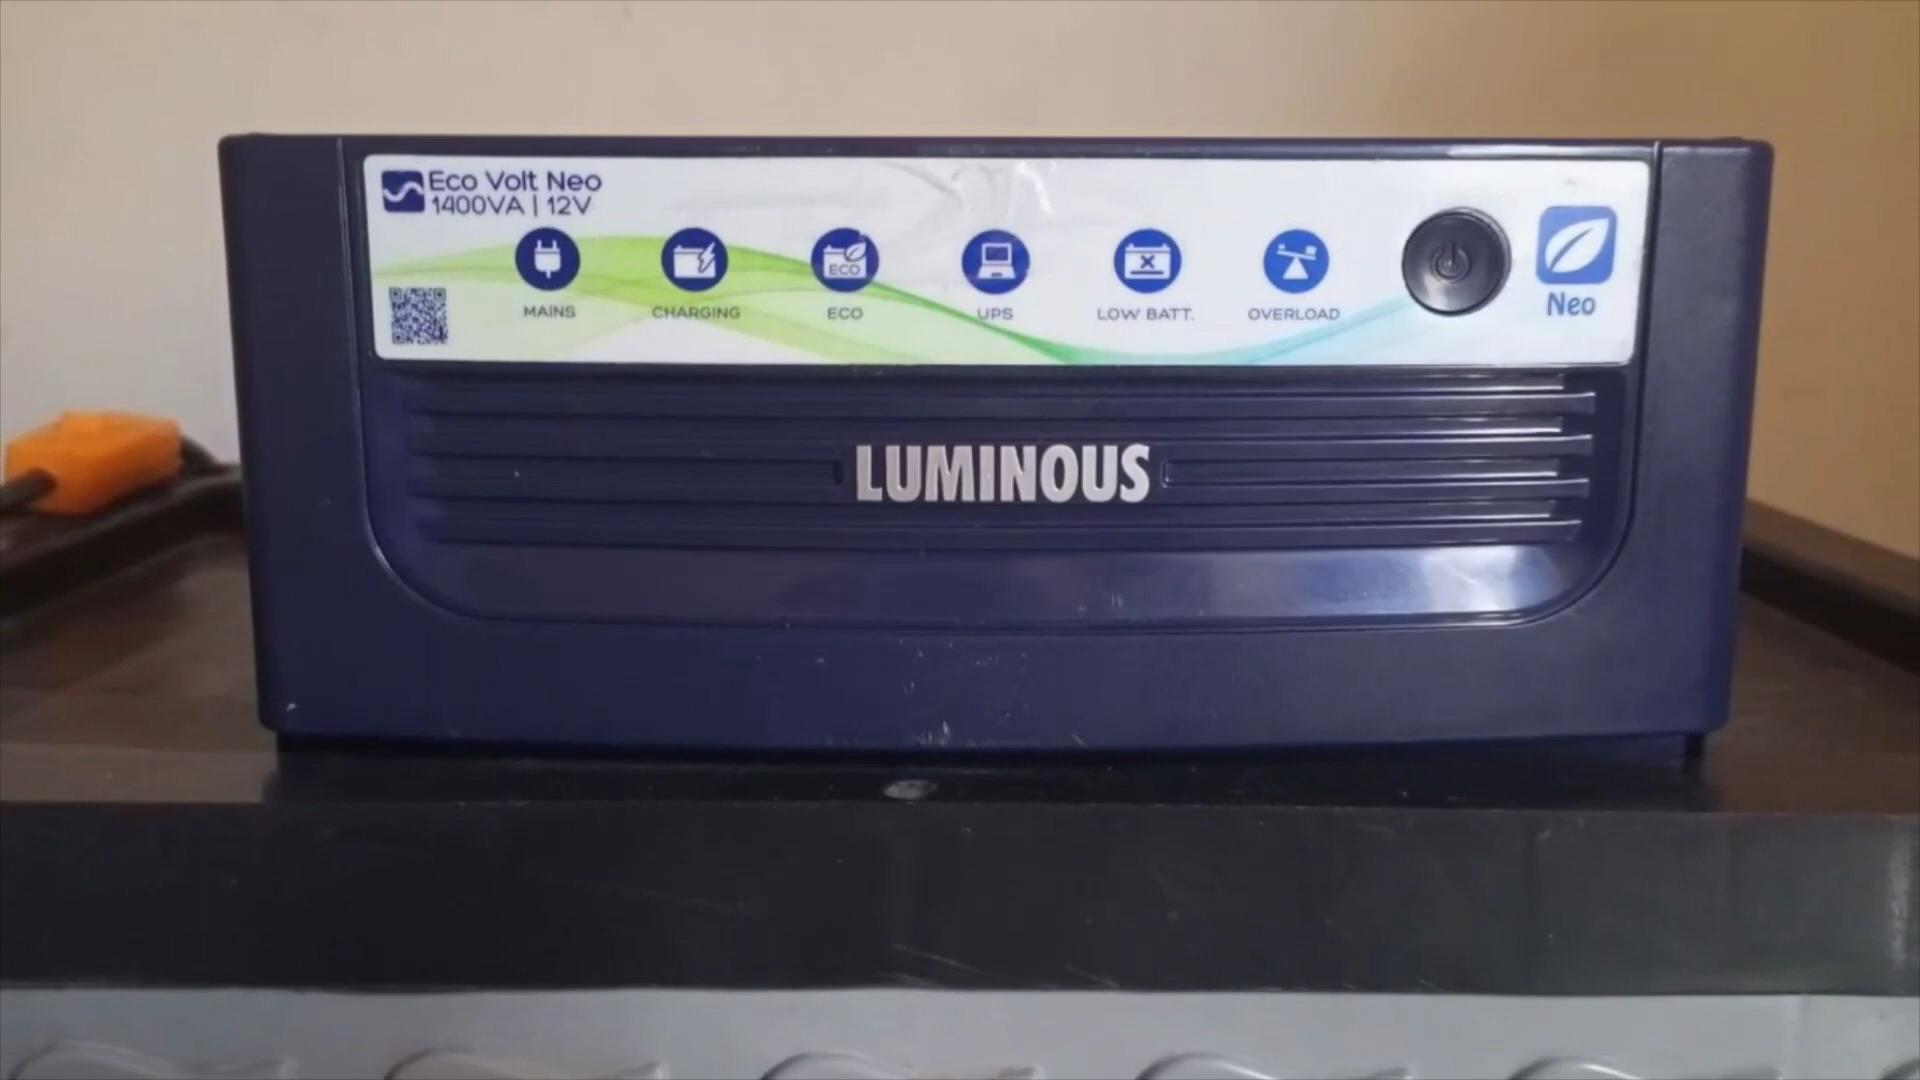 Eco Volt Neo
1400VA | 12V
ECO
MAINS
CHARGING
ECO
UPS
LOW BATT.
OVERLOAD
Neo
LUMINOUS